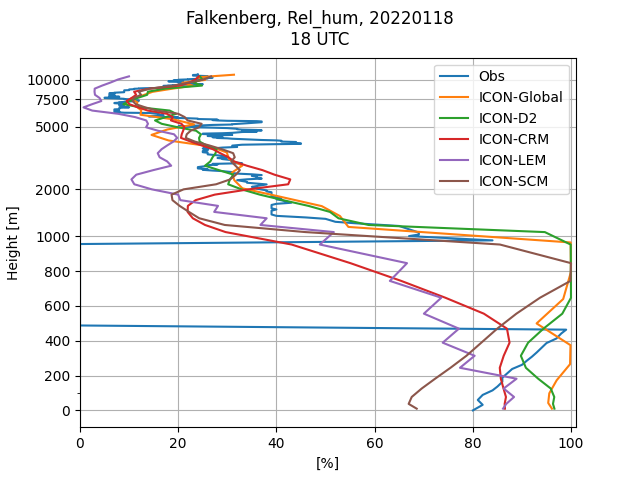 Falkenberg, Rel_hum, 20220118
18 UTC
Height [m]
10000
7500
5000
2000
1000
800
600
400
200
0
0
20
40
60
80
100
[%]
Obs
ICON-Global
ICON-D2
ICON-CRM
ICON-LEM
ICON-SCM